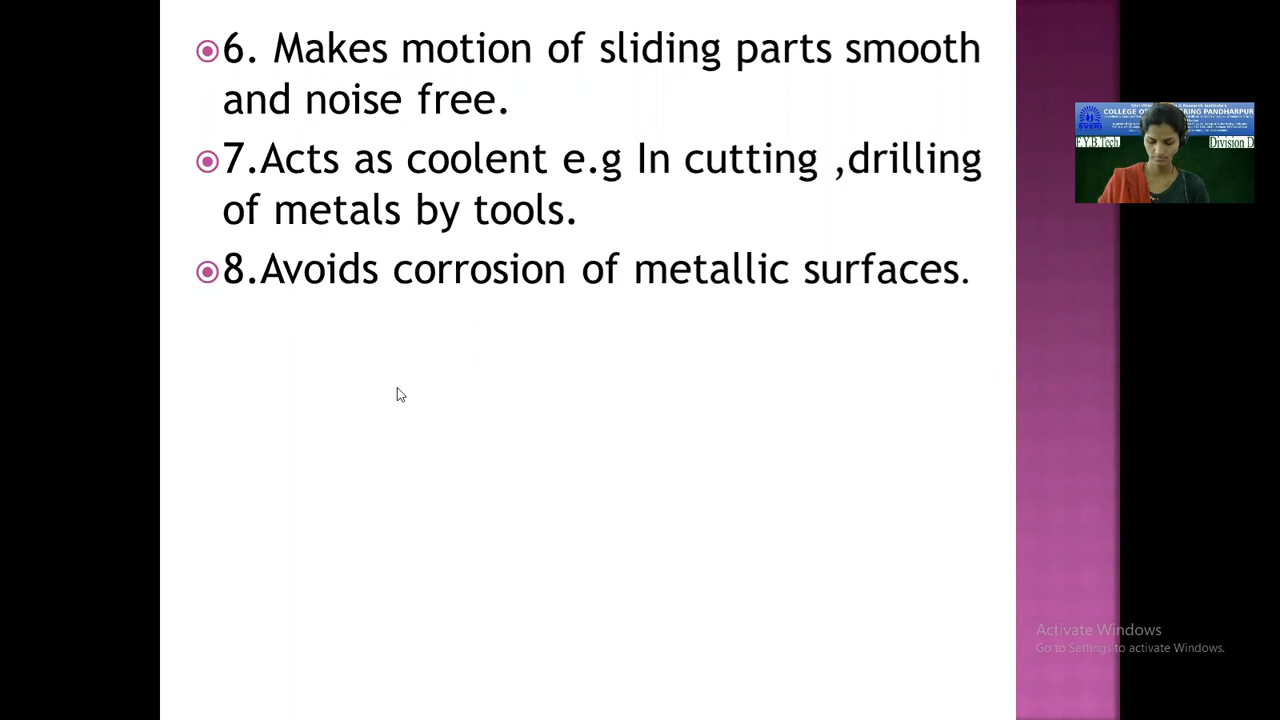 6. Makes motion of sliding parts smooth
and noise free.
7.Acts as coolent e.g In cutting ,drilling
of metals by tools.
8.Avoids corrosion of metallic surfaces.
COLLEGE OF
RING PANDHARPUR
F.Y.B.Tech
Division D
Activate Windows
Go to Settings to activate Windows.